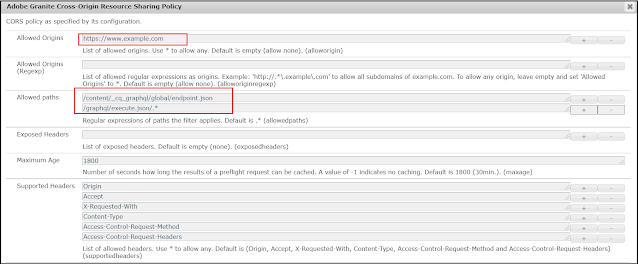 Adobe Granite Cross-Origin Resource Sharing Policy
CORS policy as specified by its configuration.
Allowed Origins
https://www.example.com
+ -
List of allowed origins. Use * to allow any. Default is empty (allow none). (alloworigin)
Allowed Origins
(Regexp)
+ -
List of allowed regular expressions as origins. Example: 'http://.*\.example\.com' to allow all subdomains of example.com. To allow any origin, leave empty and set 'Allowed
Origins' to *. Default is empty (allow none). (alloworiginregexp)
Allowed paths
/content/_cq_graphql/global/endpoint.json
+ -
/graphql/execute.json/.*
+ -
Regular expressions of paths the filter applies. Default is .* (allowedpaths)
Exposed Headers
+ -
List of exposed headers. Default is empty (none). (exposedheaders)
Maximum Age
1800
Number of seconds how long the results of a preflight request can be cached. A value of -1 indicates no caching. Default is 1800 (30min.). (maxage)
Supported Headers
Origin
+ -
Accept
+ -
X-Requested-With
+ -
Content-Type
+ -
Access-Control-Request-Method
+ -
Access-Control-Request-Headers
+ -
List of allowed headers. Use * to allow any. Default is (Origin, Accept, X-Requested-With, Content-Type, Access-Control-Request-Method and Access-Control-Request-Headers)
(supportedheaders)